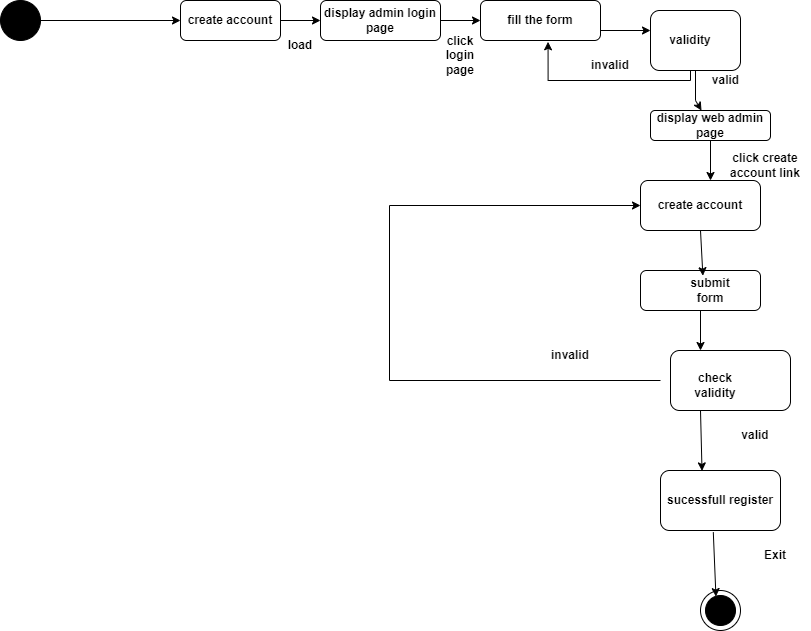 create account
load
display admin login
page
click
login
page
fill the form
validity
invalid
valid
display web admin
page
click create
account link
create account
submit
form
invalid
check
validity
valid
sucessfull register
Exit